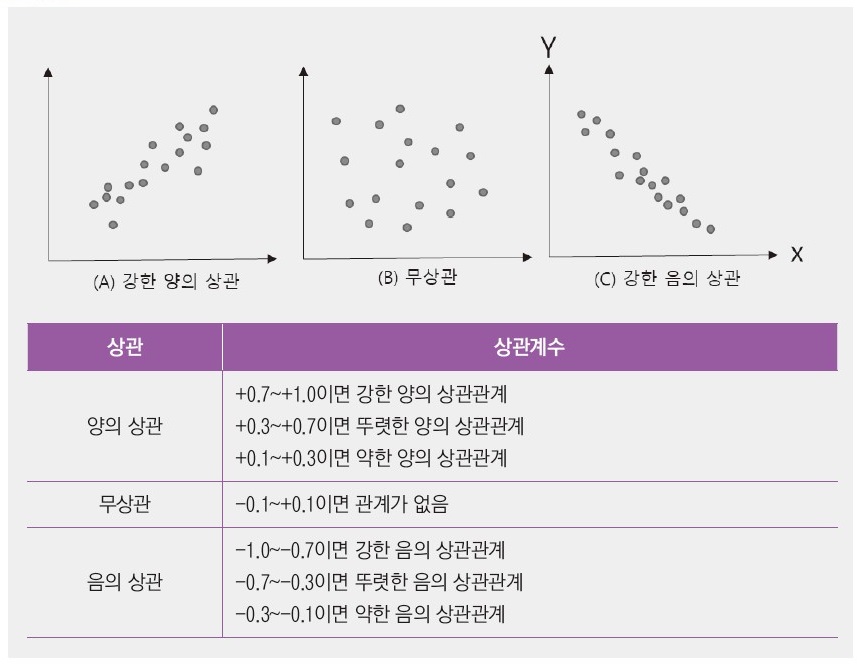 Y
X
(A) 강한 양의 상관
(B) 무상관
(C) 강한 음의 상관
상관
상관계수
양의 상관
+0.7~+1.0이면 강한 양의 상관관계
+0.3~+0.7이면 뚜렷한 양의 상관관계
+0.1~+0.3이면 약한 양의 상관관계
무상관
-0.1~+0.1이면 관계가 없음
음의 상관
-1.0~-0.7이면 강한 음의 상관관계
-0.7~-0.3이면 뚜렷한 음의 상관관계
-0.3~-0.1이면 약한 음의 상관관계